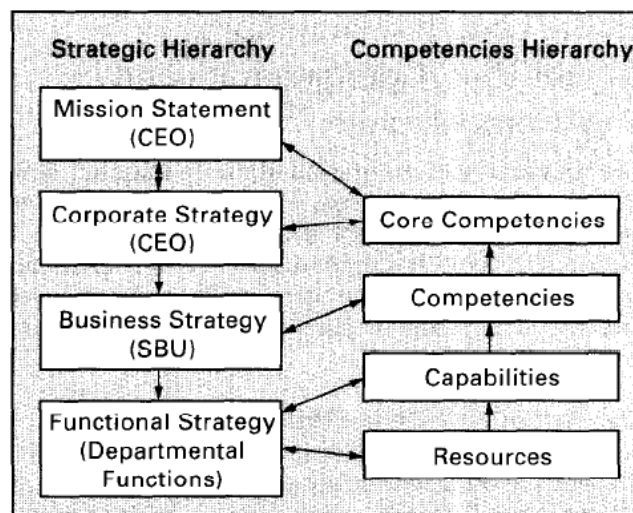 Strategic Hierarchy
Mission Statement
(CEO)
Corporate Strategy
(CEO)
Business Strategy
(SBU)
Functional Strategy
(Departmental
Functions)
Competencies Hierarchy
Core Competencies
Competencies
Capabilities
Resources